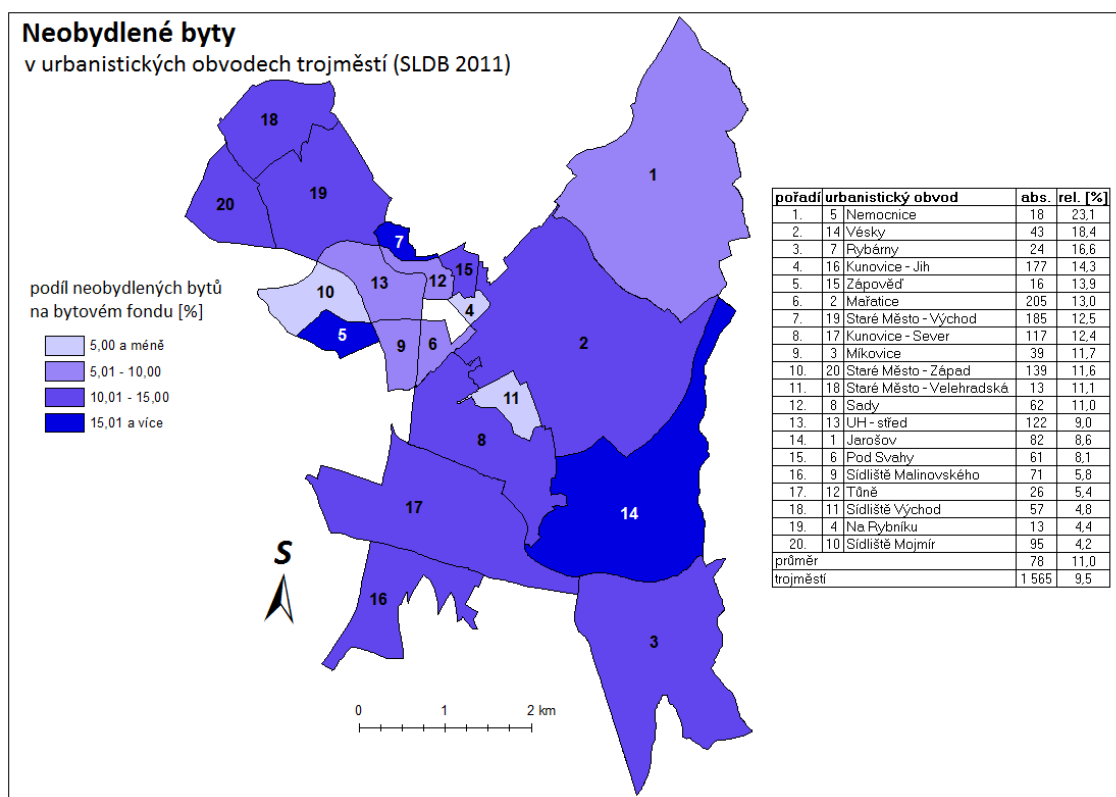 Neobydlené byty
v urbanistických obvodech trojměstí (SLDB 2011)
18
1
20
19
7
15
12
13
10
4
5
9
6
2
11
8
17
14
16
3
podíl neobydlených bytů
na bytovém fondu [%]
5,00 a méně
5,01 - 10,00
10,01 - 15,00
15,01 a více
S
0 1 2 km
pořadí urbanistický obvod abs. rel. [%]
1. 5 Nemocnice 18 23,1
2. 14 Vésky 43 18,4
3. 7 Rybárny 24 16,6
4. 16 Kunovice - Jih 177 14,3
5. 15 Zápověď 16 13,9
6. 2 Mařatice 205 13,0
7. 19 Staré Město - Východ 185 12,5
8. 17 Kunovice - Sever 117 12,4
9. 3 Míkovice 39 11,7
10. 20 Staré Město - Západ 139 11,6
11. 18 Staré Město - Velehradská 13 11,1
12. 8 Sady 62 11,0
13. 13 UH - střed 122 9,0
14. 1 Jarošov 82 8,6
15. 6 Pod Svahy 61 8,1
16. 9 Sídliště Malinovského 71 5,8
17. 12 Tůně 26 5,4
18. 11 Sídliště Východ 57 4,8
19. 4 Na Rybníku 13 4,4
20. 10 Sídliště Mojmír 95 4,2
průměr 78 11,0
trojměstí 1 565 9,5